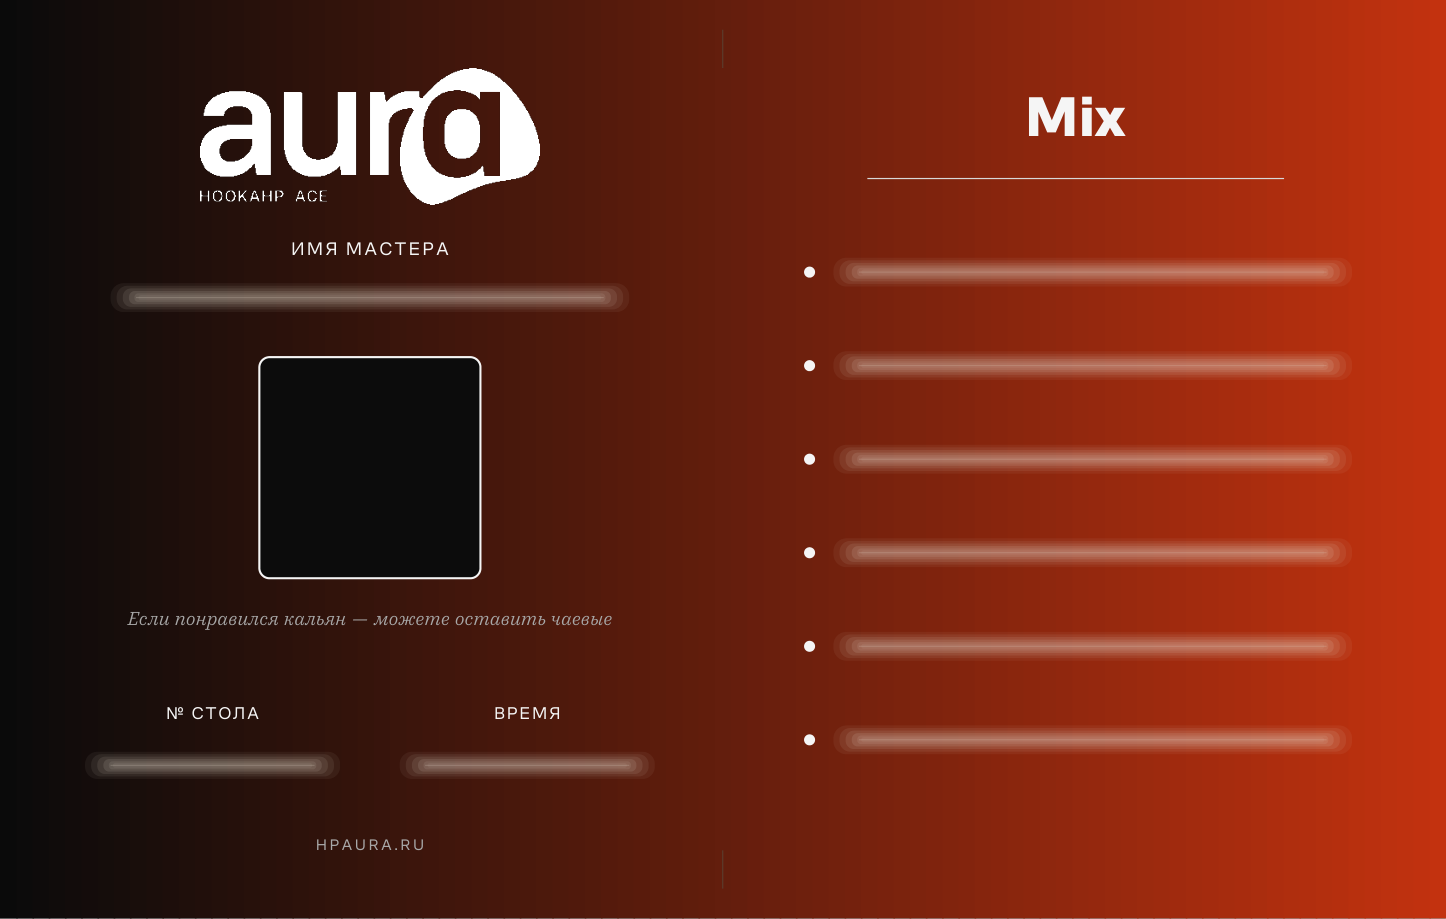 aura
HOOKAHP ACE
ИМЯ МАСТЕРА
Если понравился кальян — можете оставить чаевые
№ СТОЛА
ВРЕМЯ
HPAURA.RU
Mix